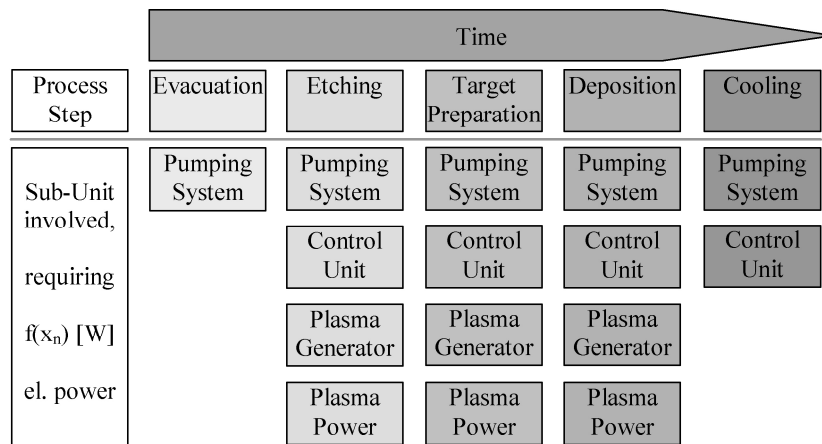 Time
Process
Step
Evacuation
Etching
Target
Preparation
Deposition
Cooling
Sub-Unit
involved,
requiring
f(xₙ) [W]
el. power
Pumping
System
Pumping
System
Pumping
System
Pumping
System
Pumping
System
Control
Unit
Control
Unit
Control
Unit
Control
Unit
Plasma
Generator
Plasma
Generator
Plasma
Generator
Plasma
Power
Plasma
Power
Plasma
Power